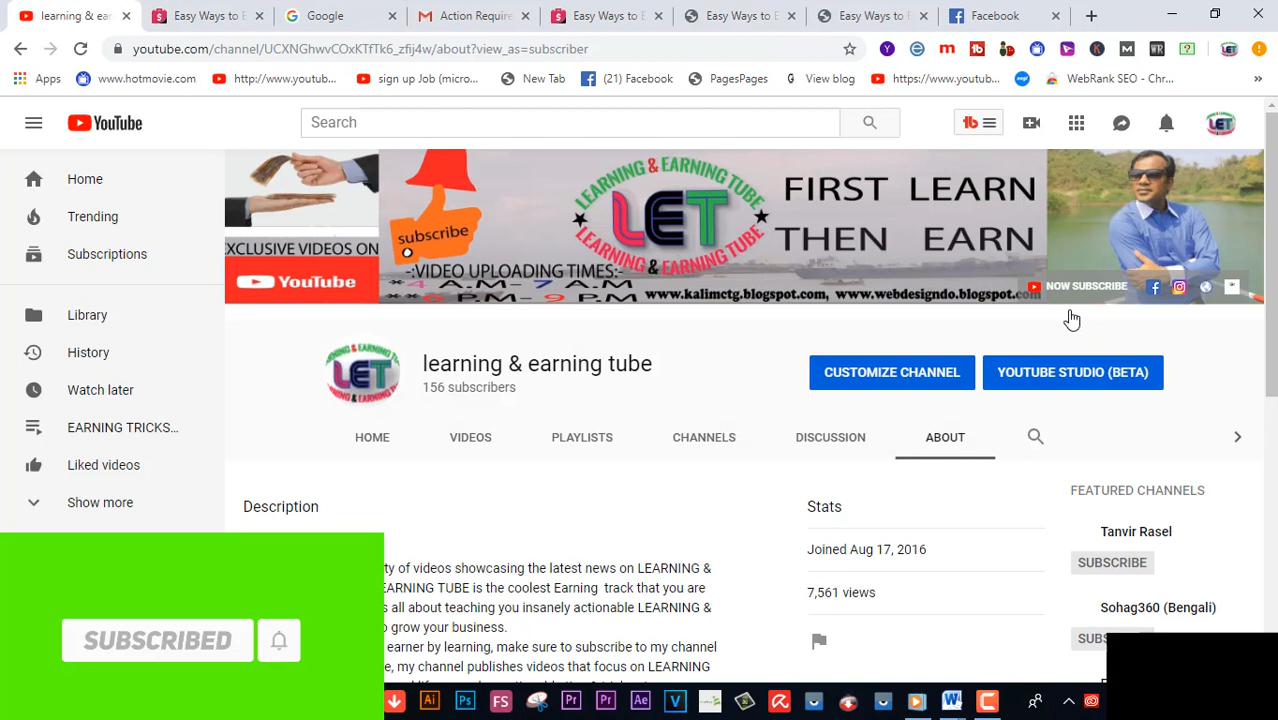 learning & ear
Easy Ways to E
Google
Action Require
Easy Ways to E
Easy Ways to E
Easy Ways to E
Facebook
youtube.com/channel/UCXNGhwvCOxKTfTk6_zfij4w/about?view_as=subscriber
Apps
www.hotmovie.com
http://www.youtub...
sign up Job (micro...
New Tab
(21) Facebook
PagesPages
View blog
https://www.youtub...
WebRank SEO - Chr...
YouTube
Search
Home
Trending
Subscriptions
Library
History
Watch later
EARNING TRICKS...
Liked videos
Show more
subscribe
EXCLUSIVE VIDEOS ON
YouTube
LEARNING & EARNING TUBE
LET
LEARNING & EARNING TUBE
FIRST LEARN
THEN EARN
-:VIDEO UPLOADING TIMES:-
**4 A.M- 7 A.M
**6 P.M- 9 P.M
www.kalimctg.blogspot.com, www.webdesigndo.blogspot.com
NOW SUBSCRIBE
learning & earning tube
156 subscribers
CUSTOMIZE CHANNEL
YOUTUBE STUDIO (BETA)
HOME
VIDEOS
PLAYLISTS
CHANNELS
DISCUSSION
ABOUT
Description
ty of videos showcasing the latest news on LEARNING &
EARNING TUBE is the coolest Earning track that you are
s all about teaching you insanely actionable LEARNING &
to grow your business.
earner by learning, make sure to subscribe to my channel
e, my channel publishes videos that focus on LEARNING
Stats
Joined Aug 17, 2016
7,561 views
FEATURED CHANNELS
Tanvir Rasel
SUBSCRIBE
Sohag360 (Bengali)
SUBS
SUBSCRIBED